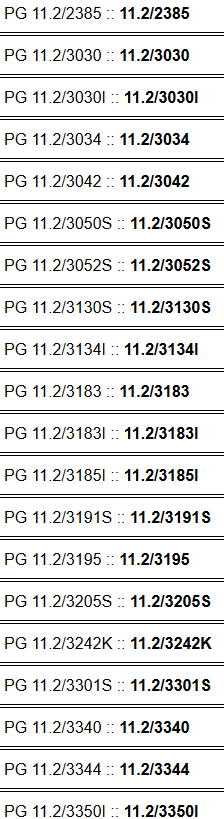 PG 11.2/2385 :: 11.2/2385
PG 11.2/3030 :: 11.2/3030
PG 11.2/3030I :: 11.2/3030I
PG 11.2/3034 :: 11.2/3034
PG 11.2/3042 :: 11.2/3042
PG 11.2/3050S :: 11.2/3050S
PG 11.2/3052S :: 11.2/3052S
PG 11.2/3130S :: 11.2/3130S
PG 11.2/3134I :: 11.2/3134I
PG 11.2/3183 :: 11.2/3183
PG 11.2/3183I :: 11.2/3183I
PG 11.2/3185I :: 11.2/3185I
PG 11.2/3191S :: 11.2/3191S
PG 11.2/3195 :: 11.2/3195
PG 11.2/3205S :: 11.2/3205S
PG 11.2/3242K :: 11.2/3242K
PG 11.2/3301S :: 11.2/3301S
PG 11.2/3340 :: 11.2/3340
PG 11.2/3344 :: 11.2/3344
PG 11.2/3350I :: 11.2/3350I